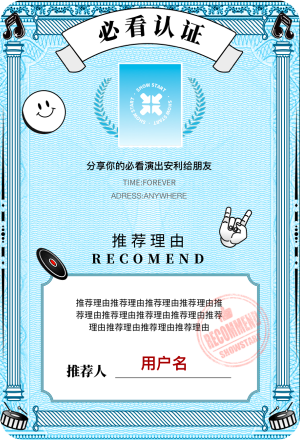 必看认证
SHOW START
分享你的必看演出安利给朋友
TIME:FOREVER
ADRESS:ANYWHERE
推荐理由
RECOMEND
推荐理由推荐理由推荐理由推荐理由推
荐理由推荐理由推荐理由推荐理由推荐
理由推荐理由推荐理由推荐理由
RECOMMEND
SHOWSTART
推荐人
用户名